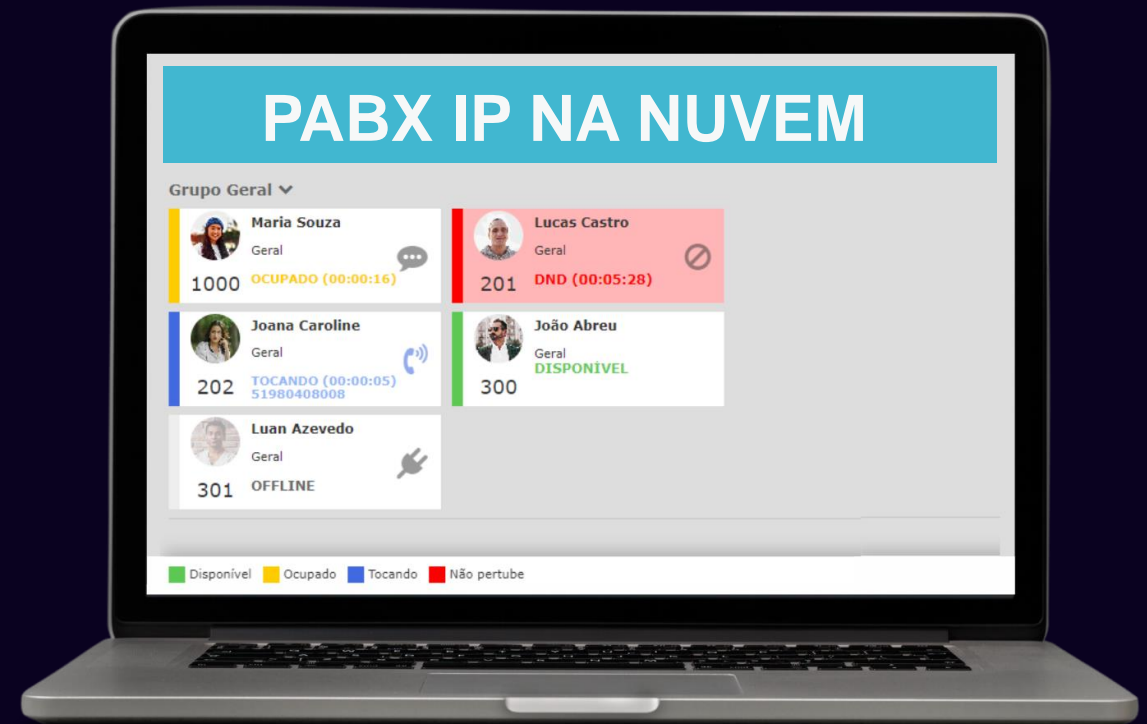 PABX IP NA NUVEM
Grupo Geral
Maria Souza
Geral
1000 OCUPADO (00:00:16)
Lucas Castro
Geral
201 DND (00:05:28)
Joana Caroline
Geral
202 TOCANDO (00:00:05)
51980408008
João Abreu
Geral
DISPONÍVEL
300
Luan Azevedo
Geral
301 OFFLINE
Disponível Ocupado Tocando Não pertube